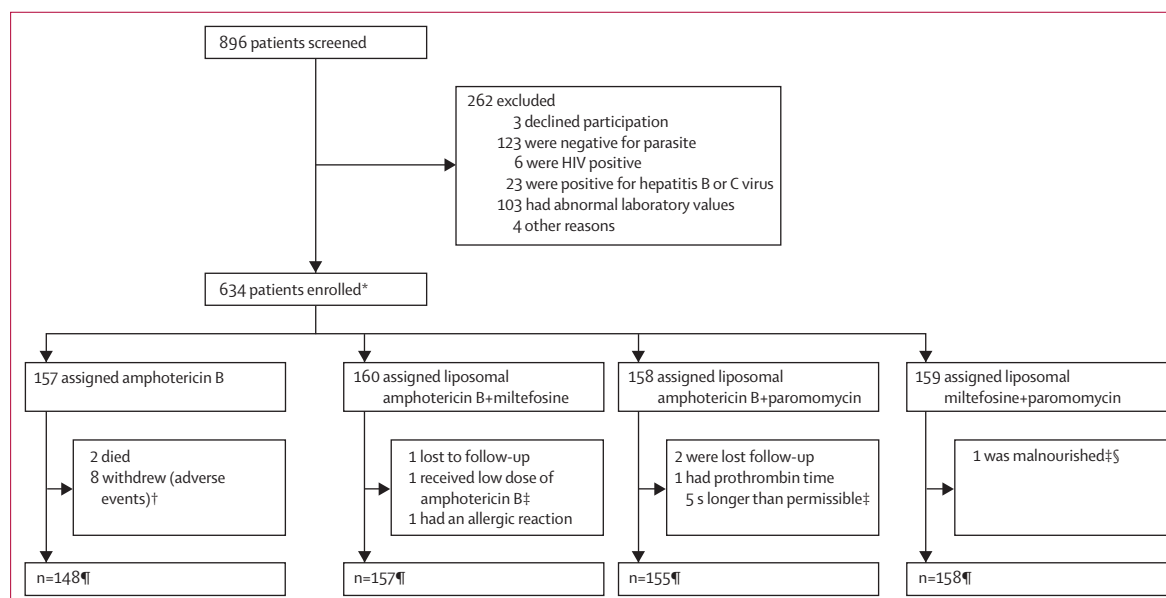 896 patients screened
262 excluded
3 declined participation
123 were negative for parasite
6 were HIV positive
23 were positive for hepatitis B or C virus
103 had abnormal laboratory values
4 other reasons
634 patients enrolled*
157 assigned amphotericin B
160 assigned liposomal
amphotericin B+miltefosine
158 assigned liposomal
amphotericin B+paromomycin
159 assigned liposomal
miltefosine+paromomycin
2 died
8 withdrew (adverse
events)†
1 lost to follow-up
1 received low dose of
amphotericin B‡
1 had an allergic reaction
2 were lost follow-up
1 had prothrombin time
5 s longer than permissible‡
1 was malnourished‡§
n=148¶
n=157¶
n=155¶
n=158¶